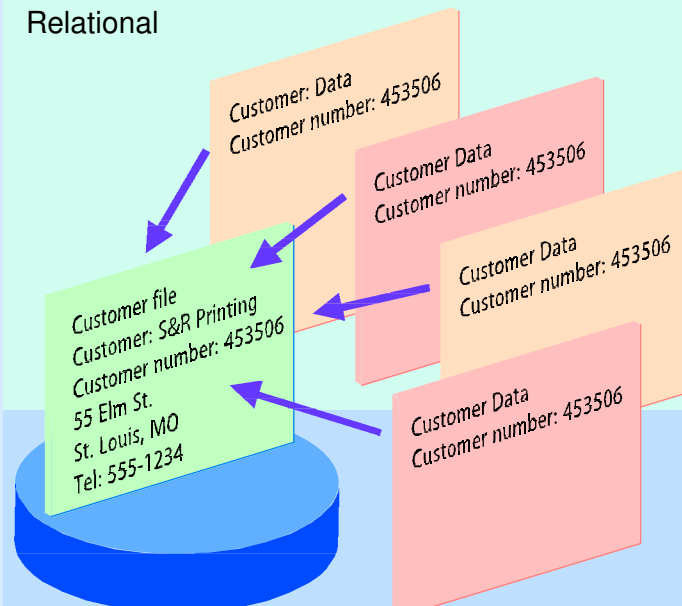 Relational
Customer: Data
Customer number: 453506
Customer Data
Customer number: 453506
Customer Data
Customer number: 453506
Customer file
Customer: S&R Printing
Customer number: 453506
55 Elm St.
St. Louis, MO
Tel: 555-1234
Customer Data
Customer number: 453506